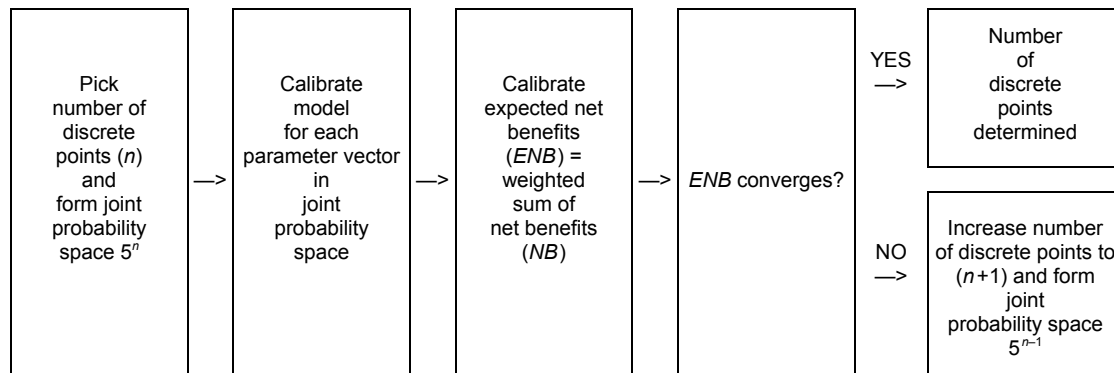 Pick
number of
discrete
points (n)
and
form joint
probability
space 5ⁿ
—>
Calibrate
model
for each
parameter vector
in
joint
probability
space
—>
Calibrate
expected net
benefits
(ENB) =
weighted
sum of
net benefits
(NB)
—>
ENB converges?
YES
—>
Number
of
discrete
points
determined
NO
—>
Increase number
of discrete points to
(n+1) and form
joint
probability space
5ⁿ⁻¹